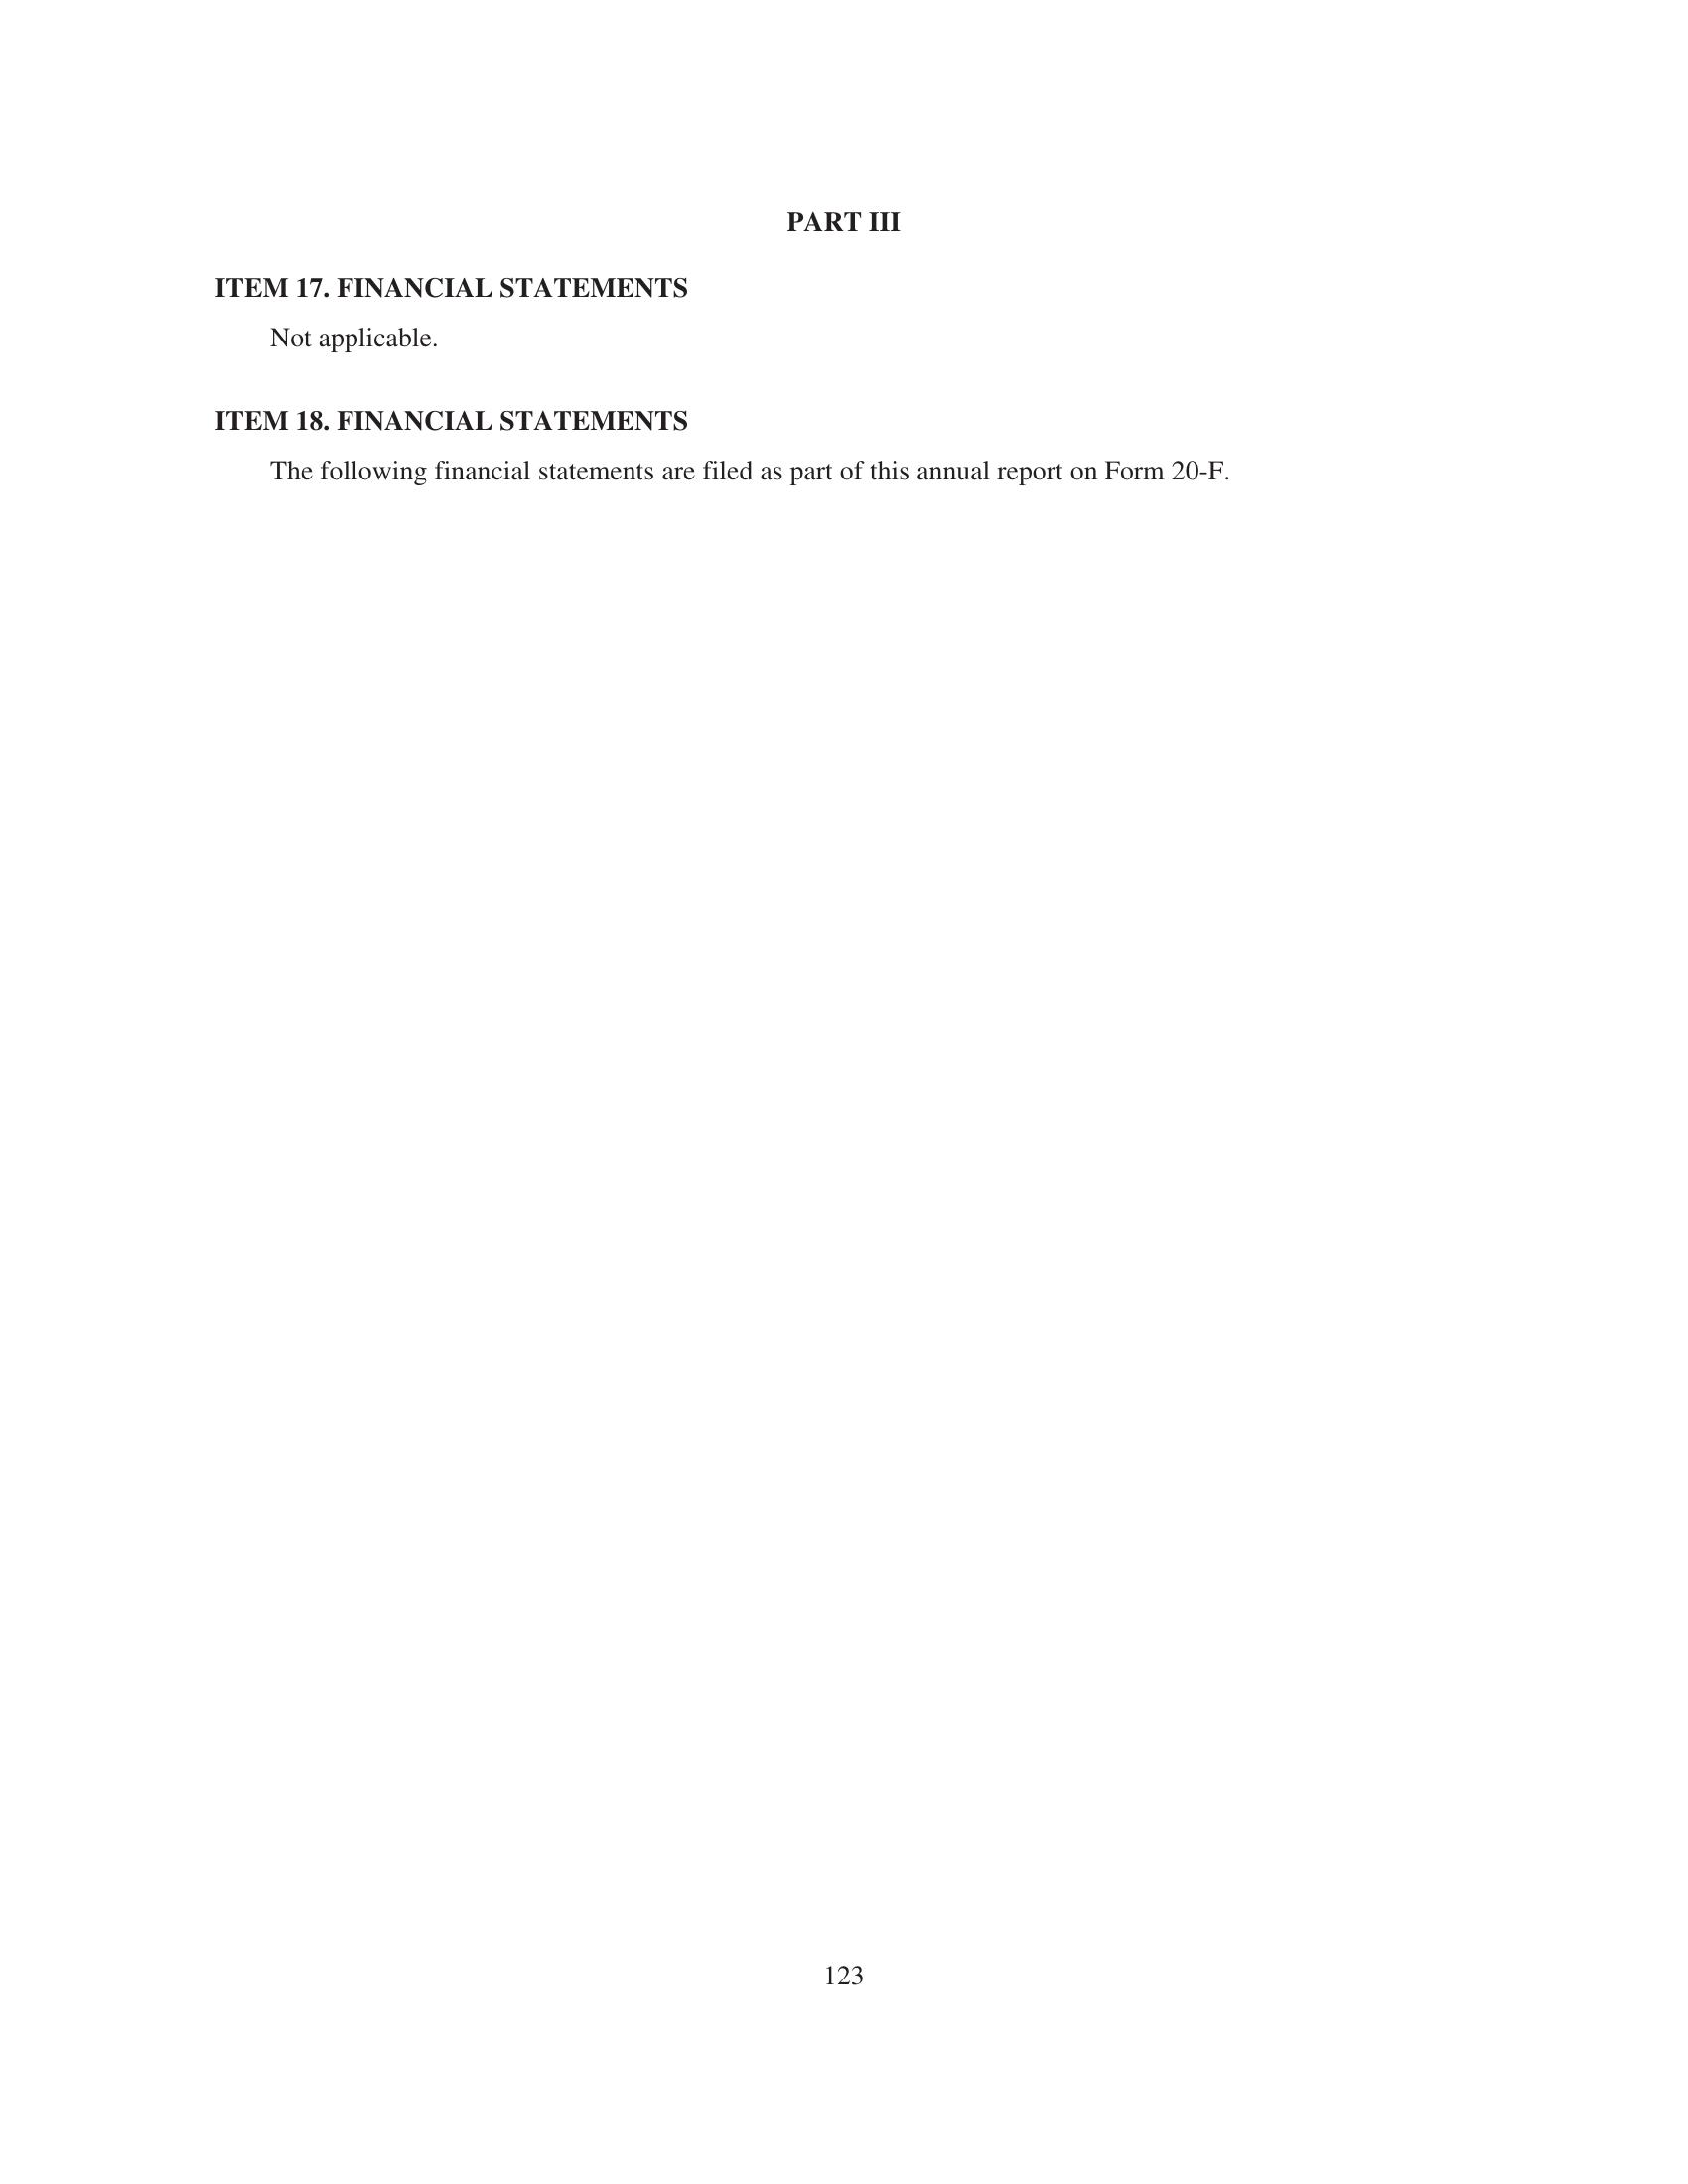 PART III
ITEM 17. FINANCIAL STATEMENTS
Not applicable.
ITEM 18. FINANCIAL STATEMENTS
The following financial statements are filed as part of this annual report on Form 20-F.
123